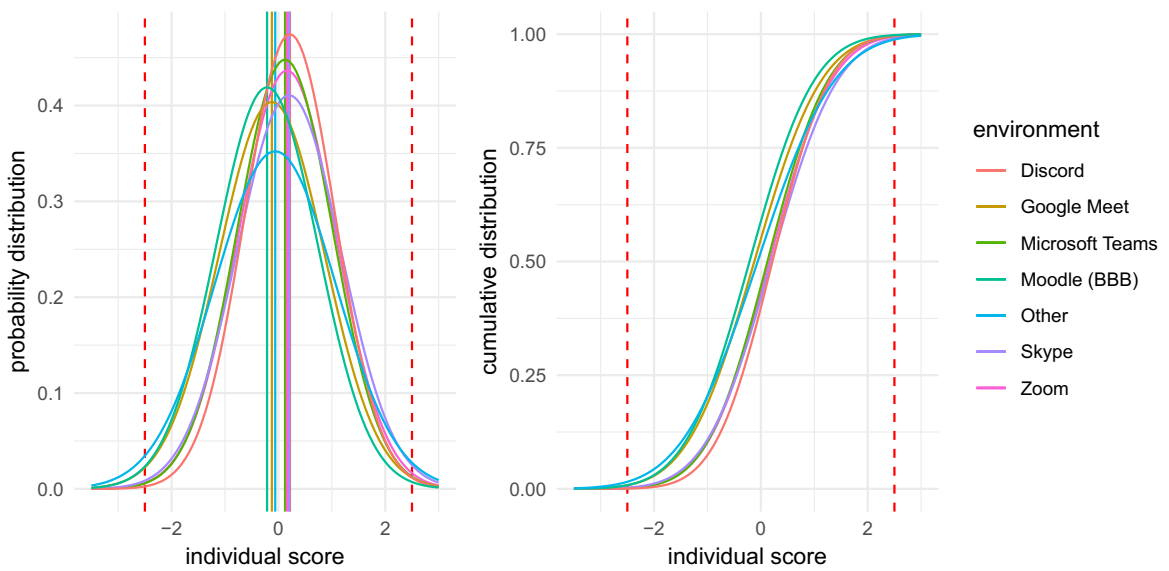 probability distribution
0.4
0.3
0.2
0.1
0.0
−2
0
2
individual score
cumulative distribution
1.00
0.75
0.50
0.25
0.00
−2
0
2
individual score
environment
Discord
Google Meet
Microsoft Teams
Moodle (BBB)
Other
Skype
Zoom